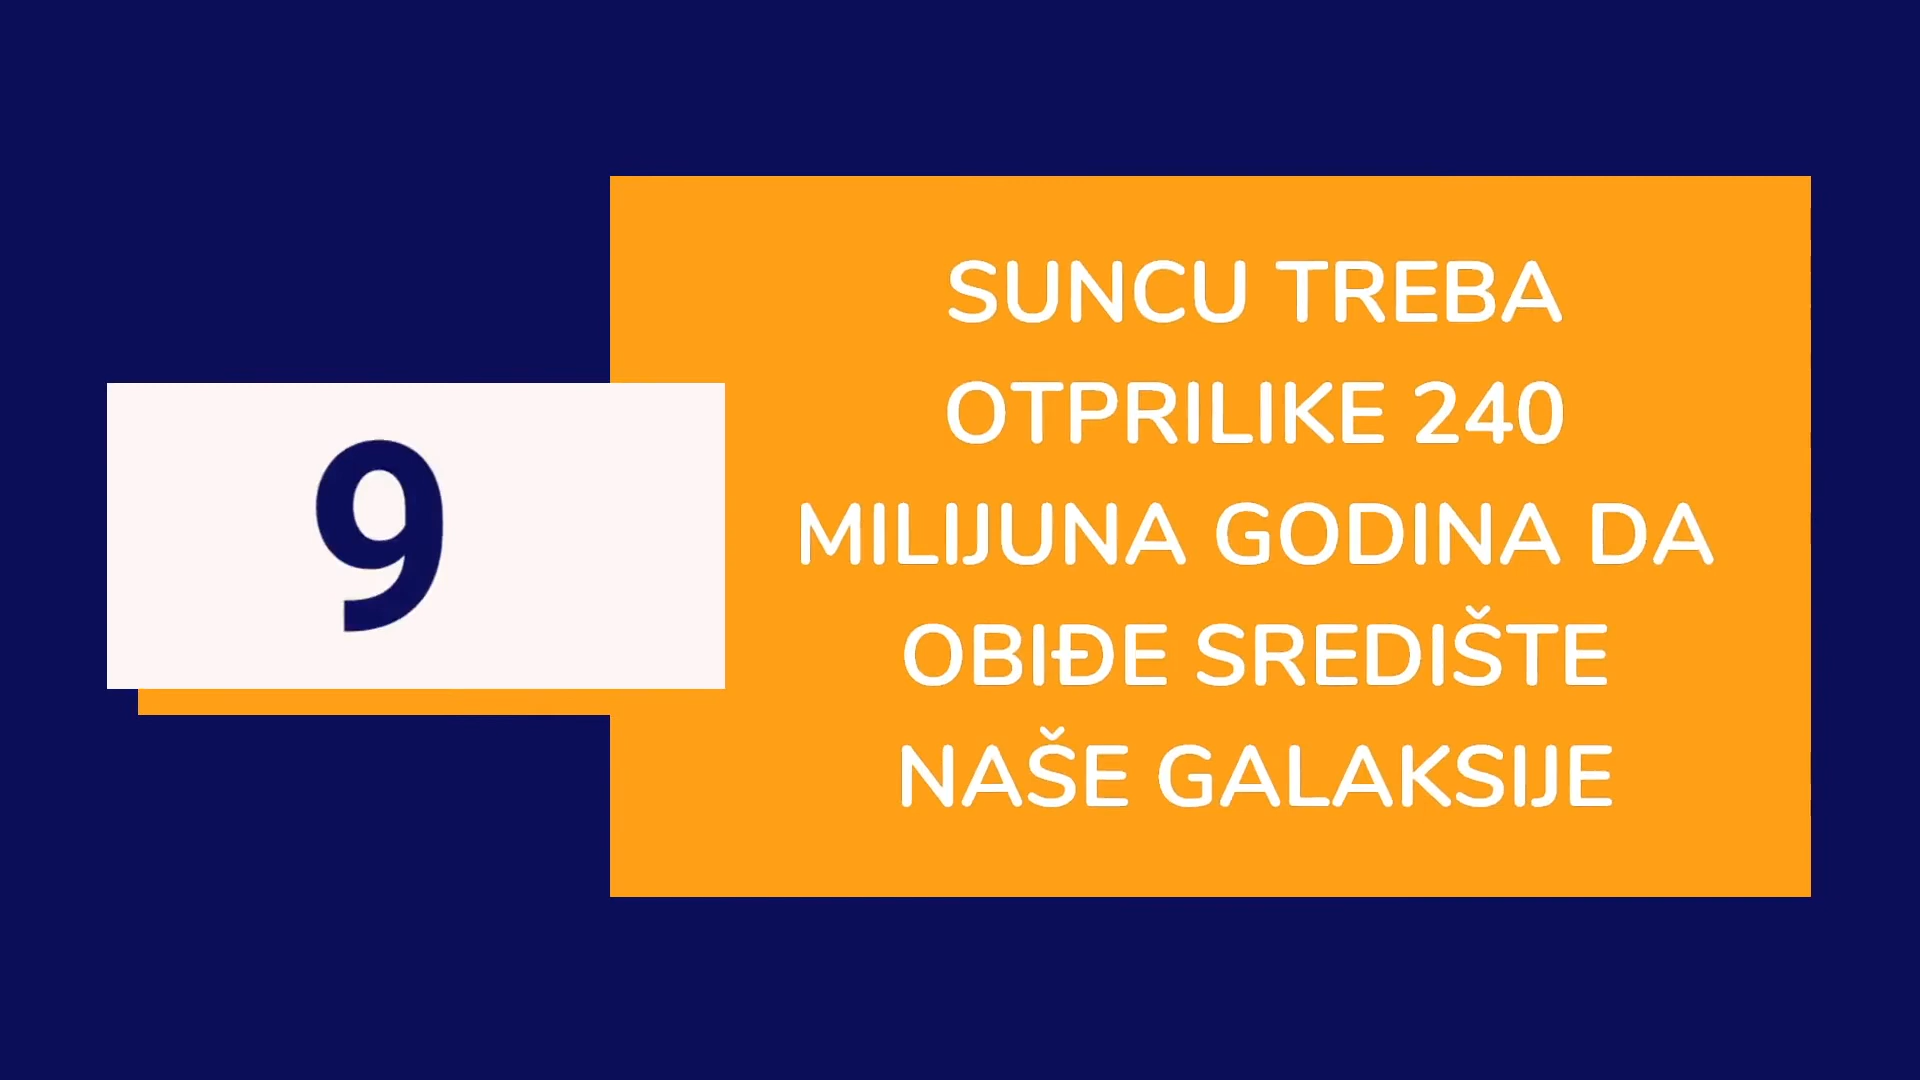 9
SUNCU TREBA
OTPRILIKE 240
MILIJUNA GODINA DA
OBIĐE SREDIŠTE
NAŠE GALAKSIJE